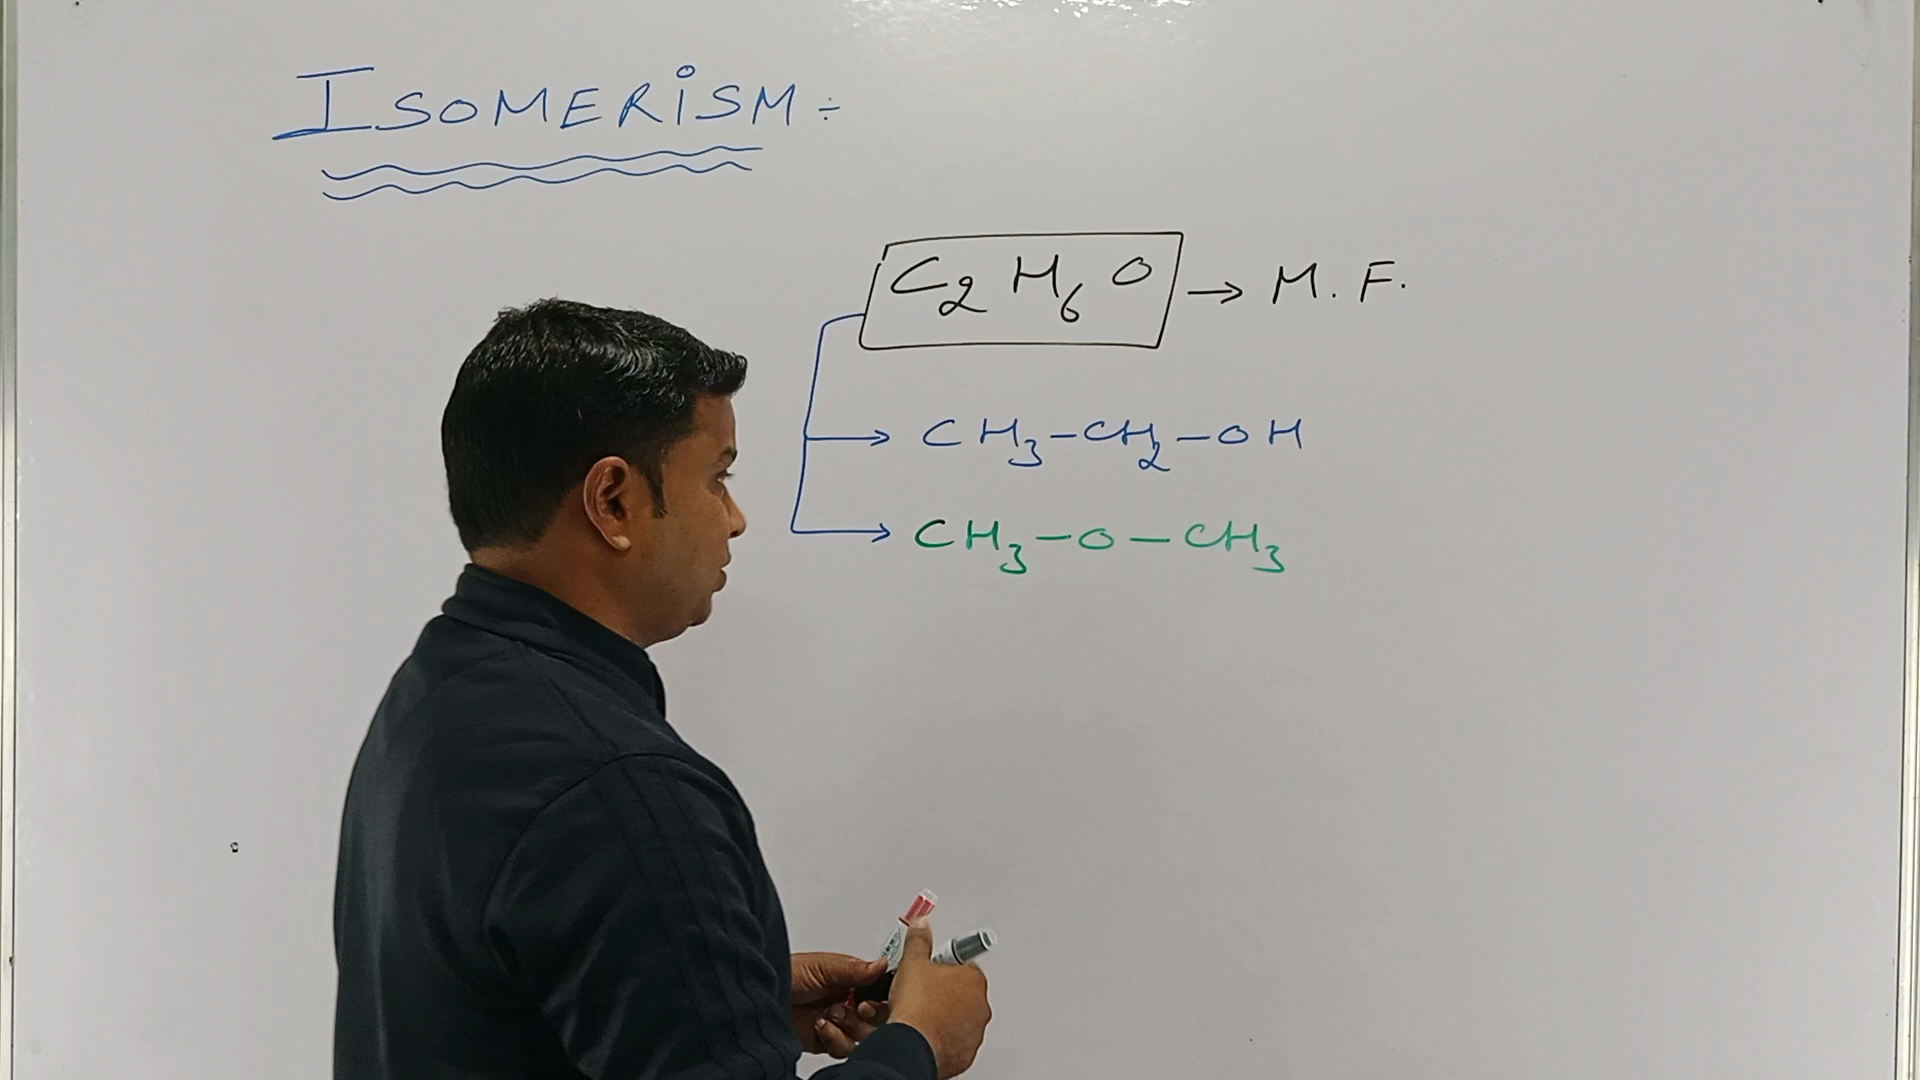 ISOMERiSM ÷
C₂H₆O → M.F.
CH₃-CH₂-OH
CH₃-O-CH₃